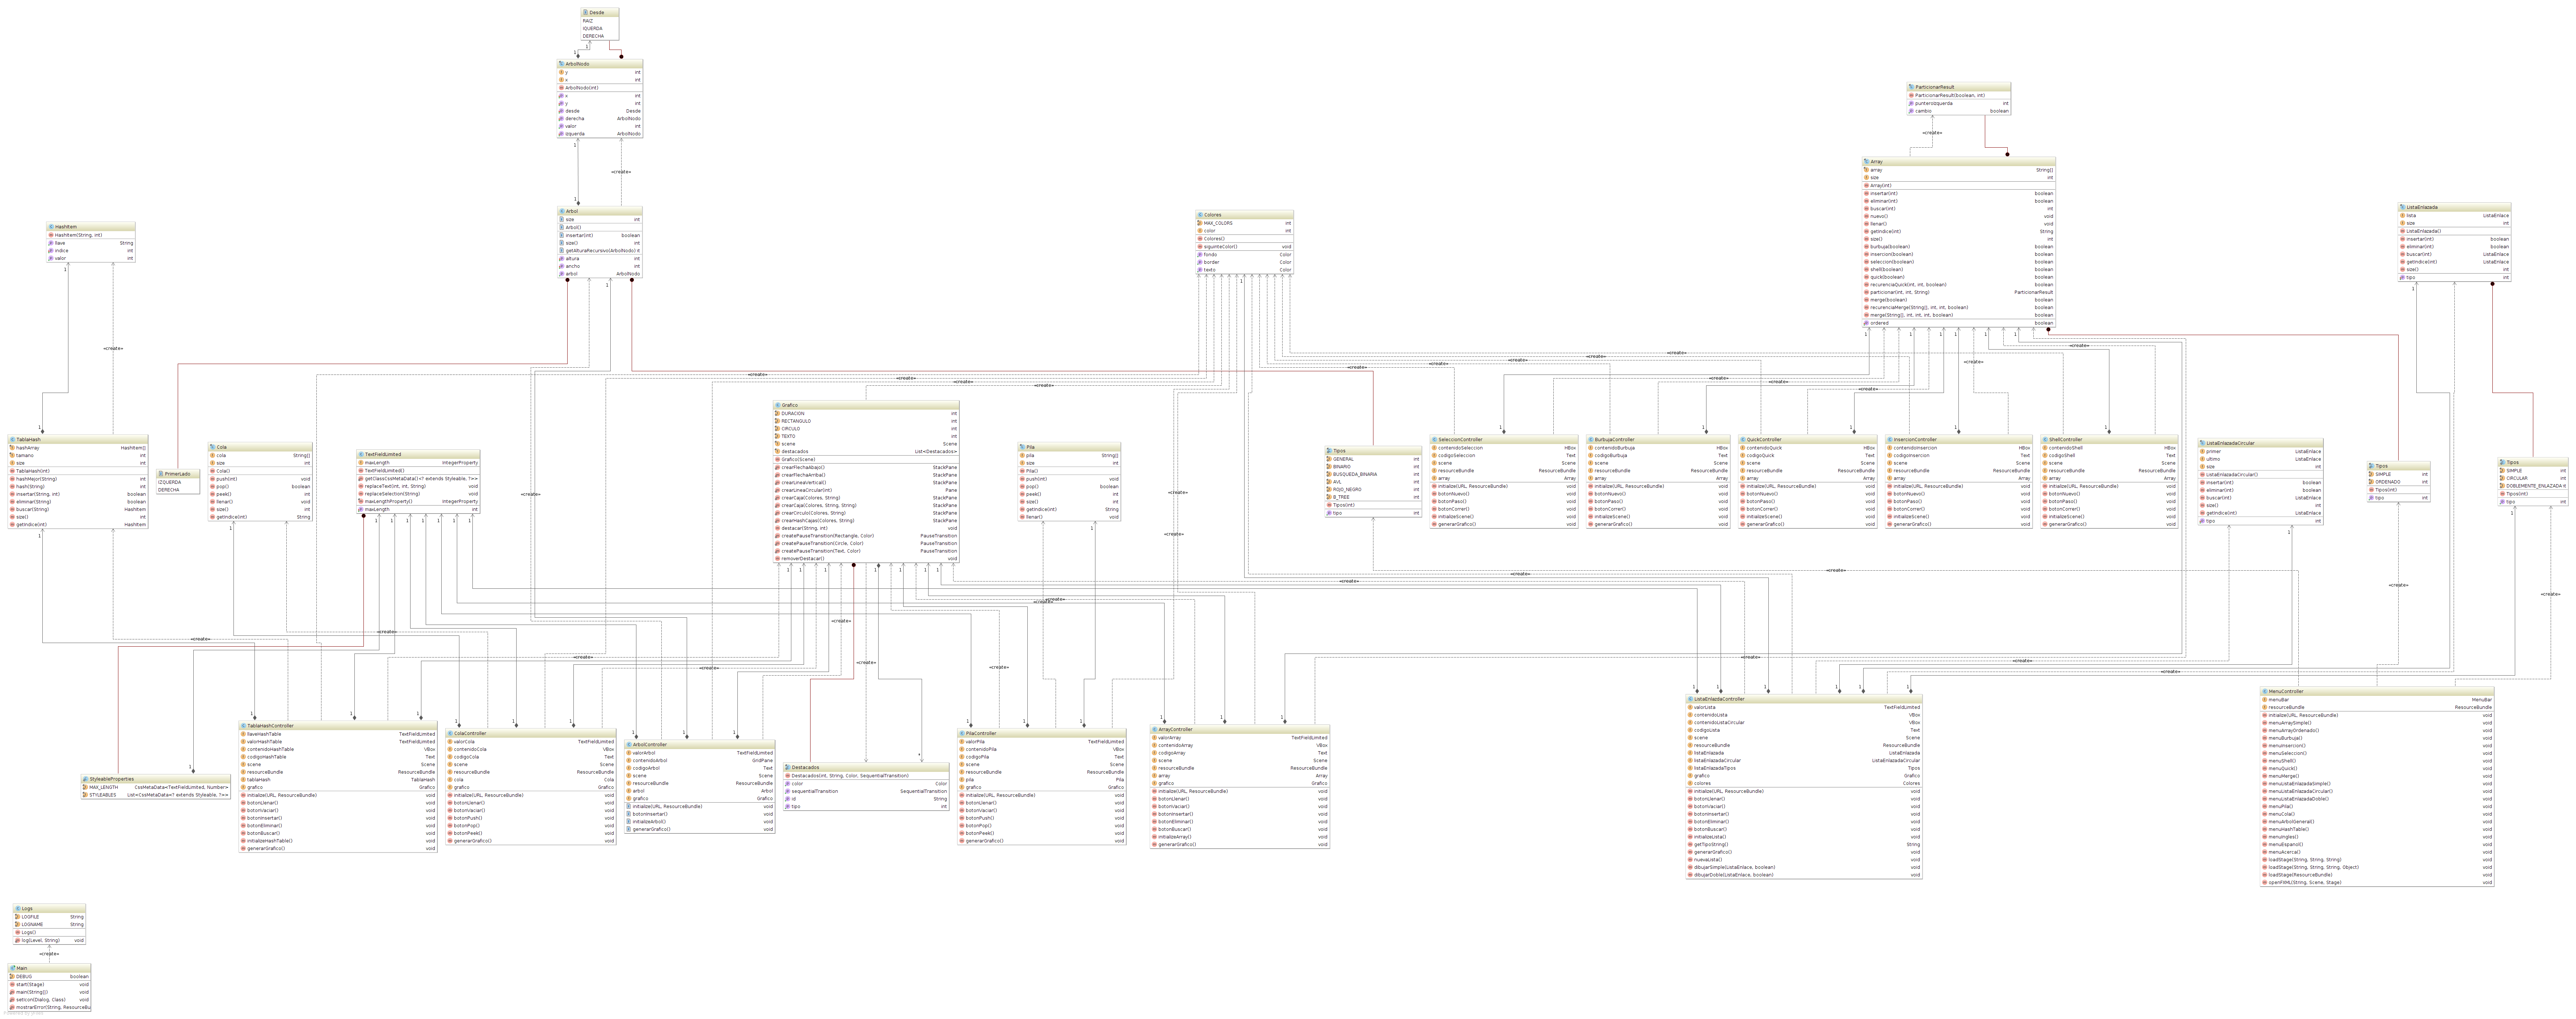 Desde
RAIZ
IQUERDA
DERECHA
1
1
ArbolNodo
y int
x int
ArbolNodo(int)
x int
y int
desde Desde
derecha ArbolNodo
valor int
izquerda ArbolNodo
1
«create»
1
Arbol
size int
Arbol()
insertar(int) boolean
size() int
getAlturaRecursivo(ArbolNodo) int
altura int
ancho int
arbol ArbolNodo
1
ParticionarResult
ParticionarResult(boolean, int)
punteroIzquerda int
cambio boolean
«create»
Array
array String[]
size int
Array(int)
insertar(int) boolean
eliminar(int) boolean
buscar(int) int
nuevo() void
llenar() void
getIndice(int) String
size() int
burbuja(boolean) boolean
insercion(boolean) boolean
seleccion(boolean) boolean
shell(boolean) boolean
quick(boolean) boolean
recurenciaQuick(int, int, boolean) boolean
particionar(int, int, String) ParticionarResult
merge(boolean) boolean
recurenciaMerge(String[], int, int, boolean) boolean
merge(String[], int, int, int, boolean) boolean
ordered boolean
HashItem
HashItem(String, int)
llave String
indice int
valor int
1
«create»
1
Colores
MAX_COLORS int
color int
Colores()
siguinteColor() void
fondo Color
border Color
texto Color
ListaEnlazada
lista ListaEnlace
size int
ListaEnlazada()
insertar(int) boolean
eliminar(int) boolean
buscar(int) ListaEnlace
getIndice(int) ListaEnlace
size() int
tipo int
TablaHash
hashArray HashItem[]
tamano int
size int
TablaHash(int)
hashMajor(String) int
hash(String) int
insertar(String, int) boolean
eliminar(String) boolean
buscar(String) HashItem
size() int
getIndice(int) HashItem
PrimerLado
IZQUERDA
DERECHA
Cola
cola String[]
size int
Cola()
push(int) void
pop() boolean
peek() int
llenar() void
size() int
getIndice(int) String
TextFieldLimited
maxLength IntegerProperty
TextFieldLimited()
getClassCssMetaData() <? extends Styleable, ?>>
replaceText(int, int, String) void
replaceSelection(String) void
maxLengthProperty() IntegerProperty
maxLength int
Grafico
DURACION int
RECTANGULO int
CIRCULO int
TEXTO int
scene Scene
destacados List<Destacados>
Grafico(Scene)
crearFlechaAbajo() StackPane
crearFlechaArriba() StackPane
crearLineaVertical() StackPane
crearLineaCircular(int) Pane
crearCaja(Colores, String) StackPane
crearCaja(Colores, String, String) StackPane
crearCirculo(Colores, String) StackPane
crearHashCajas(Colores, String) StackPane
destacar(String, int) void
createPauseTransition(Rectangle, Color) PauseTransition
createPauseTransition(Circle, Color) PauseTransition
createPauseTransition(Text, Color) PauseTransition
removerDestacar() void
Pila
pila String[]
size int
Pila()
push(int) void
pop() boolean
peek() int
size() int
getIndice(int) String
llenar() void
Tipos
GENERAL int
BINARIO int
BUSQUEDA_BINARIA int
AVL int
ROJO_NEGRO int
B_TREE int
Tipos(int)
tipo int
SeleccionController
contenidoSeleccion HBox
codigoSeleccion Text
scene Scene
resourceBundle ResourceBundle
array Array
initialize(URL, ResourceBundle) void
botonNuevo() void
botonPaso() void
botonCorrer() void
initializeScene() void
generarGrafico() void
BurbujaController
contenidoBurbuja HBox
codigoBurbuja Text
scene Scene
resourceBundle ResourceBundle
array Array
initialize(URL, ResourceBundle) void
botonNuevo() void
botonPaso() void
botonCorrer() void
initializeScene() void
generarGrafico() void
QuickController
contenidoQuick HBox
codigoQuick Text
scene Scene
resourceBundle ResourceBundle
array Array
initialize(URL, ResourceBundle) void
botonNuevo() void
botonPaso() void
botonCorrer() void
initializeScene() void
generarGrafico() void
InsercionController
contenidoInsercion HBox
codigoInsercion Text
scene Scene
resourceBundle ResourceBundle
array Array
initialize(URL, ResourceBundle) void
botonNuevo() void
botonPaso() void
botonCorrer() void
initializeScene() void
generarGrafico() void
ShellController
contenidoShell HBox
codigoShell Text
scene Scene
resourceBundle ResourceBundle
array Array
initialize(URL, ResourceBundle) void
botonNuevo() void
botonPaso() void
botonCorrer() void
initializeScene() void
generarGrafico() void
ListaEnlazadaCircular
primer ListaEnlace
ultimo ListaEnlace
size int
ListaEnlazadaCircular()
insertar(int) boolean
eliminar(int) boolean
buscar(int) ListaEnlace
size() int
getIndice(int) ListaEnlace
tipo int
Tipos
SIMPLE int
ORDENADO int
Tipos(int)
tipo int
Tipos
SIMPLE int
CIRCULAR int
DOBLEMENTE_ENLAZADA int
Tipos(int)
tipo int
StyleableProperties
MAX_LENGTH CssMetaData<TextFieldLimited, Number>
STYLEABLES List<CssMetaData<? extends Styleable, ?>>
TablaHashController
llaveHashTable TextFieldLimited
valorHashTable TextFieldLimited
contenidoHashTable VBox
codigoHashTable Text
scene Scene
resourceBundle ResourceBundle
tablaHash TablaHash
grafico Grafico
initialize(URL, ResourceBundle) void
botonLlenar() void
botonVaciar() void
botonInsertar() void
botonEliminar() void
botonBuscar() void
initializeHashTable() void
generarGrafico() void
ColaController
valorCola TextFieldLimited
contenidoCola VBox
codigoCola Text
scene Scene
resourceBundle ResourceBundle
cola Cola
grafico Grafico
initialize(URL, ResourceBundle) void
botonLlenar() void
botonVaciar() void
botonPush() void
botonPop() void
botonPeek() void
generarGrafico() void
ArbolController
valorArbol TextFieldLimited
contenidoArbol GridPane
codigoArbol Text
scene Scene
resourceBundle ResourceBundle
arbol Arbol
grafico Grafico
initialize(URL, ResourceBundle) void
botonInsertar() void
initializeArbol() void
generarGrafico() void
Destacados
Destacados(int, String, Color, SequentialTransition)
color Color
sequentialTransition SequentialTransition
id String
tipo int
PilaController
valorPila TextFieldLimited
contenidoPila VBox
codigoPila Text
scene Scene
resourceBundle ResourceBundle
pila Pila
grafico Grafico
initialize(URL, ResourceBundle) void
botonLlenar() void
botonVaciar() void
botonPush() void
botonPop() void
botonPeek() void
generarGrafico() void
ArrayController
valorArray TextFieldLimited
contenidoArray VBox
codigoArray Text
scene Scene
resourceBundle ResourceBundle
array Array
grafico Grafico
initialize(URL, ResourceBundle) void
botonLlenar() void
botonVaciar() void
botonInsertar() void
botonEliminar() void
botonBuscar() void
initializeArray() void
generarGrafico() void
ListaEnlazdaController
valorLista TextFieldLimited
contenidoLista VBox
contenidoListaCircular VBox
codigoLista Text
scene Scene
resourceBundle ResourceBundle
listaEnlazada ListaEnlazada
listaEnlazadaCircular ListaEnlazadaCircular
listaEnlazadaTipos Tipos
grafico Grafico
colores Colores
initialize(URL, ResourceBundle) void
botonLlenar() void
botonVaciar() void
botonInsertar() void
botonEliminar() void
botonBuscar() void
initializeLista() void
getTipoString() String
generarGrafico() void
nuevaLista() void
dibujarSimple(ListaEnlace, boolean) void
dibujarDoble(ListaEnlace, boolean) void
MenuController
menuBar MenuBar
resourceBundle ResourceBundle
initialize(URL, ResourceBundle) void
menuArraySimple() void
menuArrayOrdenado() void
menuBurbuja() void
menuInsercion() void
menuSeleccion() void
menuShell() void
menuQuick() void
menuMerge() void
menuListaEnlazadaSimple() void
menuListaEnlazadaCircular() void
menuListaEnlazadaDoble() void
menuPila() void
menuCola() void
menuArbolGeneral() void
menuHashTable() void
menuIngles() void
menuEspanol() void
menuAcerca() void
loadStage(String, String, String) void
loadStage(String, String, String, Object) void
loadStage(ResourceBundle) void
openFXML(String, Scene, Stage) void
Logs
LOGFILE String
LOGNAME String
Logs()
log(Level, String) void
«create»
Main
DEBUG boolean
start(Stage) void
main(String[]) void
setIcon(Dialog, Class) void
mostrarError(String, ResourceBu